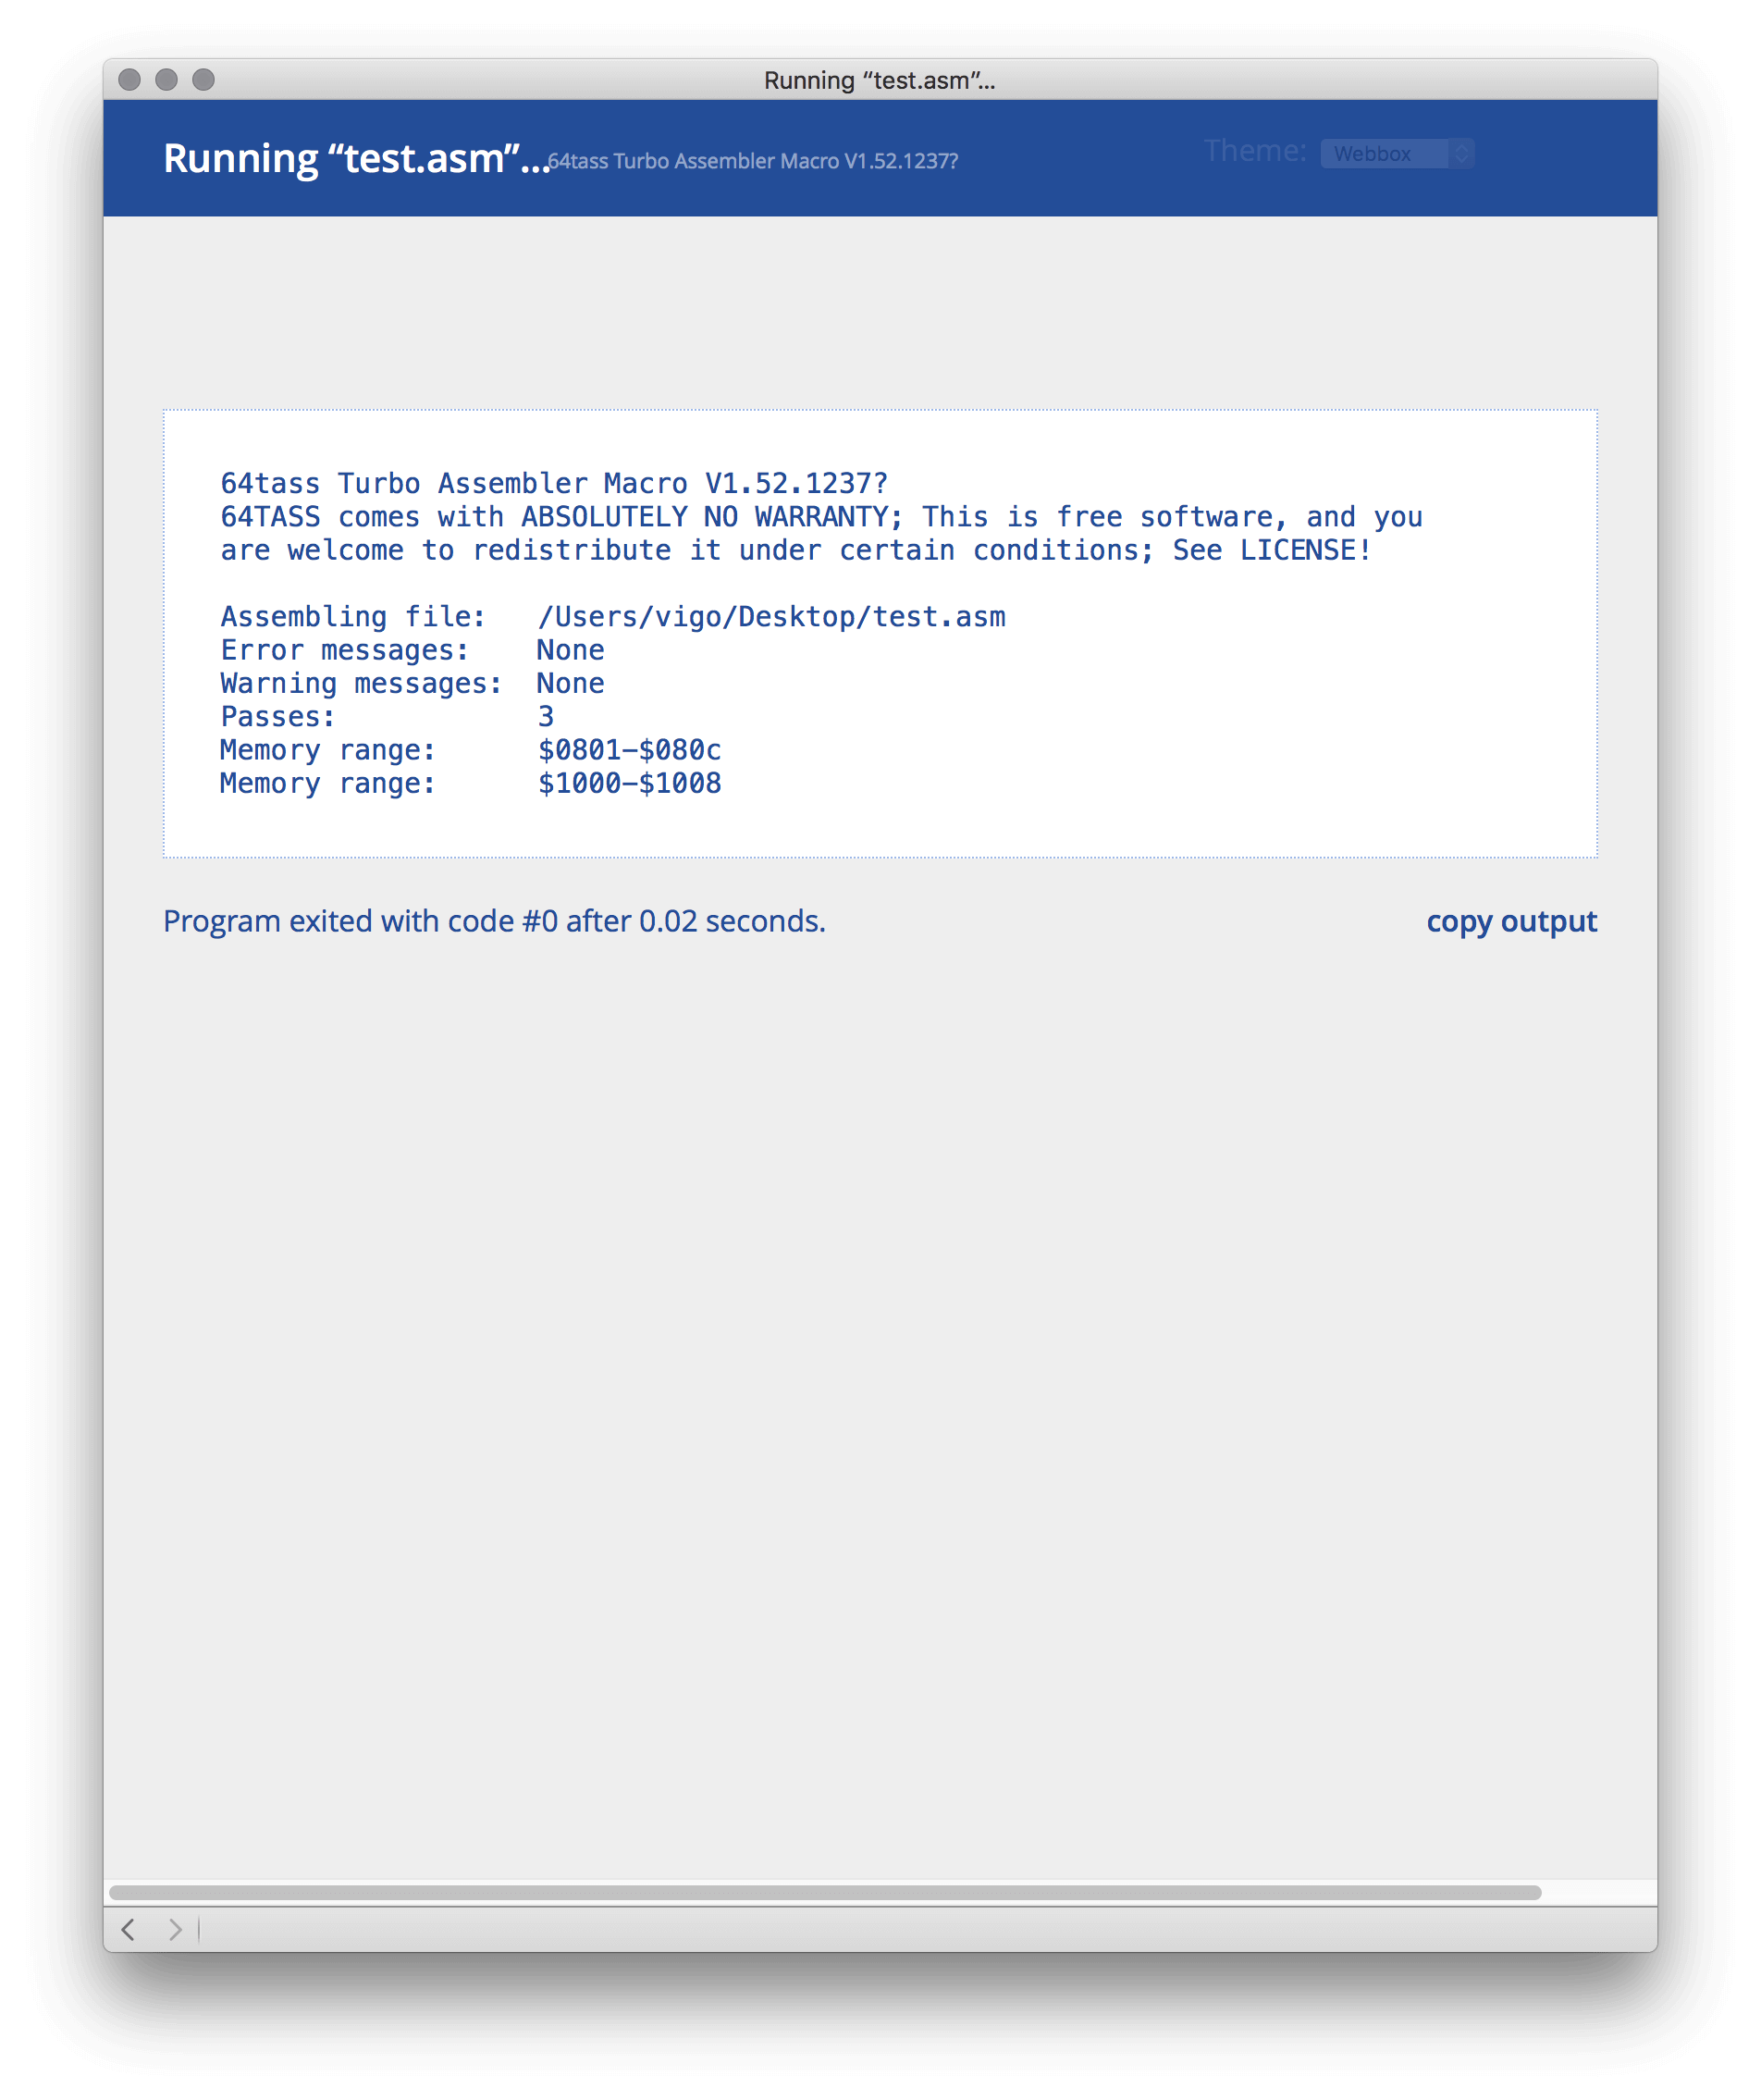 Running “test.asm”...
Running “test.asm”...64tass Turbo Assembler Macro V1.52.1237?
Theme: Webbox
64tass Turbo Assembler Macro V1.52.1237?
64TASS comes with ABSOLUTELY NO WARRANTY; This is free software, and you
are welcome to redistribute it under certain conditions; See LICENSE!
Assembling file:   /Users/vigo/Desktop/test.asm
Error messages:    None
Warning messages:  None
Passes:            3
Memory range:      $0801-$080c
Memory range:      $1000-$1008
Program exited with code #0 after 0.02 seconds.
copy output